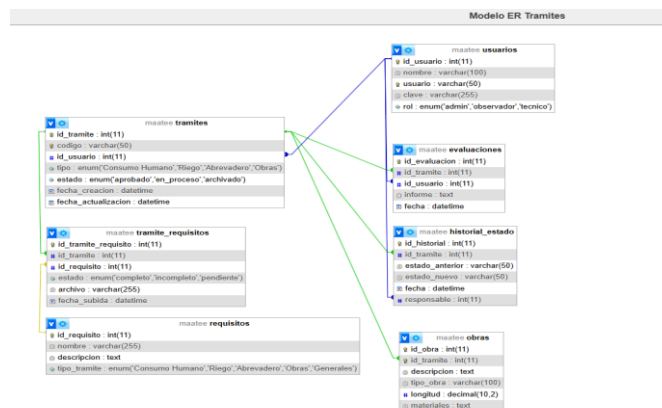 Modelo ER Tramites
maatee usuarios
id_usuario : int(11)
nombre : varchar(100)
usuario : varchar(50)
clave : varchar(255)
rol : enum('admin','observador','tecnico')
maatee tramites
id_tramite : int(11)
codigo : varchar(50)
id_usuario : int(11)
tipo : enum('Consumo Humano','Riego','Abrevadero','Obras')
estado : enum('aprobado','en_proceso','archivado')
fecha_creacion : datetime
fecha_actualizacion : datetime
maatee evaluaciones
id_evaluacion : int(11)
id_tramite : int(11)
id_usuario : int(11)
informe : text
fecha : datetime
maatee tramite_requisitos
id_tramite_requisito : int(11)
id_tramite : int(11)
id_requisito : int(11)
estado : enum('completo','incompleto','pendiente')
archivo : varchar(255)
fecha_subida : datetime
maatee historial_estado
id_historial : int(11)
id_tramite : int(11)
estado_anterior : varchar(50)
estado_nuevo : varchar(50)
fecha : datetime
responsable : int(11)
maatee requisitos
id_requisito : int(11)
nombre : varchar(255)
descripcion : text
tipo_tramite : enum('Consumo Humano','Riego','Abrevadero','Obras','Generales')
maatee obras
id_obra : int(11)
id_tramite : int(11)
descripcion : text
tipo_obra : varchar(100)
longitud : decimal(10,2)
materiales : text